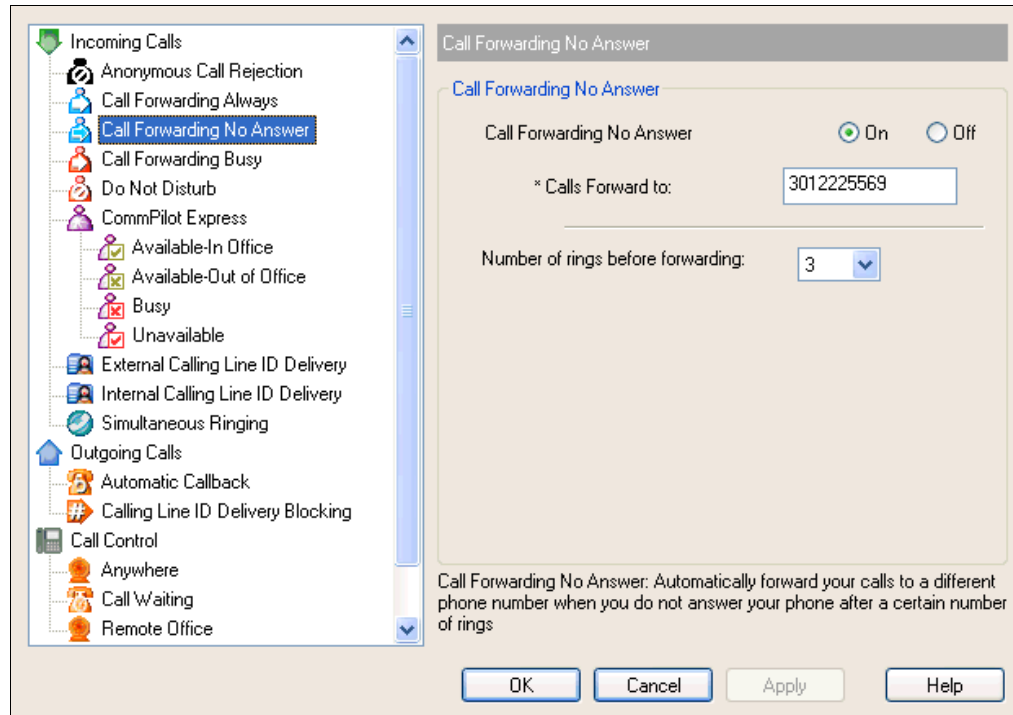 Incoming Calls
Anonymous Call Rejection
Call Forwarding Always
Call Forwarding No Answer
Call Forwarding Busy
Do Not Disturb
CommPilot Express
Available-In Office
Available-Out of Office
Busy
Unavailable
External Calling Line ID Delivery
Internal Calling Line ID Delivery
Simultaneous Ringing
Outgoing Calls
Automatic Callback
Calling Line ID Delivery Blocking
Call Control
Anywhere
Call Waiting
Remote Office
Call Forwarding No Answer
Call Forwarding No Answer
Call Forwarding No Answer On Off
* Calls Forward to: 3012225569
Number of rings before forwarding: 3
Call Forwarding No Answer: Automatically forward your calls to a different
phone number when you do not answer your phone after a certain number
of rings
OK Cancel Apply Help